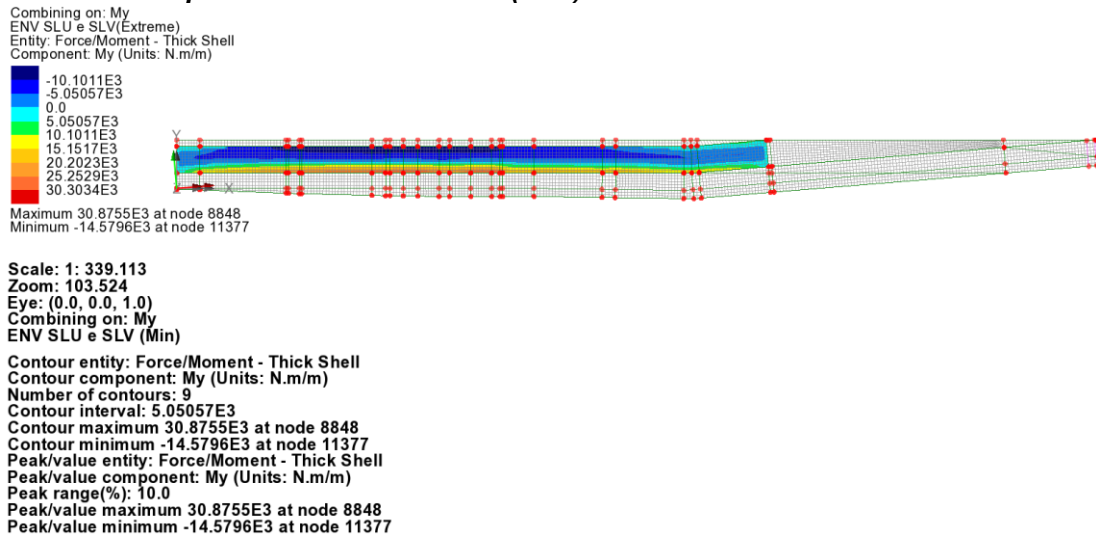 Combining on: My
ENV SLU e SLV(Extreme)
Entity: Force/Moment - Thick Shell
Component: My (Units: N.m/m)
-10.1011E3
-5.05057E3
0.0
5.05057E3
10.1011E3
15.1517E3
20.2023E3
25.2529E3
30.3034E3
Y
X
Maximum 30.8755E3 at node 8848
Minimum -14.5796E3 at node 11377
Scale: 1: 339.113
Zoom: 103.524
Eye: (0.0, 0.0, 1.0)
Combining on: My
ENV SLU e SLV (Min)
Contour entity: Force/Moment - Thick Shell
Contour component: My (Units: N.m/m)
Number of contours: 9
Contour interval: 5.05057E3
Contour maximum 30.8755E3 at node 8848
Contour minimum -14.5796E3 at node 11377
Peak/value entity: Force/Moment - Thick Shell
Peak/value component: My (Units: N.m/m)
Peak range(%): 10.0
Peak/value maximum 30.8755E3 at node 8848
Peak/value minimum -14.5796E3 at node 11377